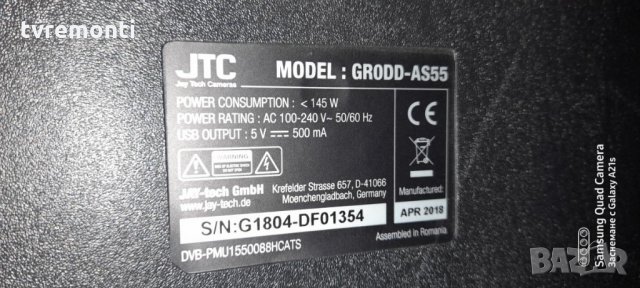 tvremonti
JTC
Jay Tech Cameras
MODEL : GRODD-AS55
POWER CONSUMPTION : < 145 W
POWER RATING : AC 100-240 V~ 50/60 Hz
USB OUTPUT : 5 V 500 mA
WARNING
JAY-tech GmbH
www.jay-tech.de
Krefelder Strasse 657, D-41066
Moenchengladbach, Germany
CE
Manufactured:
APR 2018
S/N:G1804-DF01354
Assembled in Romania
DVB-PMU1550088HCATS
Samsung Quad Camera
Заснемане с Galaxy A21s
BAZAR